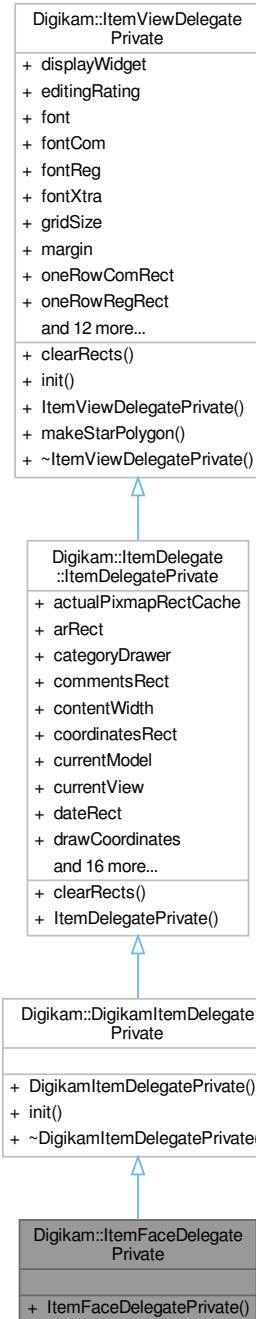 Digikam::ItemViewDelegate
Private
+ displayWidget
+ editingRating
+ font
+ fontCom
+ fontReg
+ fontXtra
+ gridSize
+ margin
+ oneRowComRect
+ oneRowRegRect
and 12 more...
+ clearRects()
+ init()
+ ItemViewDelegatePrivate()
+ makeStarPolygon()
+ ~ItemViewDelegatePrivate()
Digikam::ItemDelegate
::ItemDelegatePrivate
+ actualPixmapRectCache
+ arRect
+ categoryDrawer
+ commentsRect
+ contentWidth
+ coordinatesRect
+ currentModel
+ currentView
+ dateRect
+ drawCoordinates
and 16 more...
+ clearRects()
+ ItemDelegatePrivate()
Digikam::DigikamItemDelegate
Private
+ DigikamItemDelegatePrivate()
+ init()
+ ~DigikamItemDelegatePrivate(
Digikam::ItemFaceDelegate
Private
+ ItemFaceDelegatePrivate()